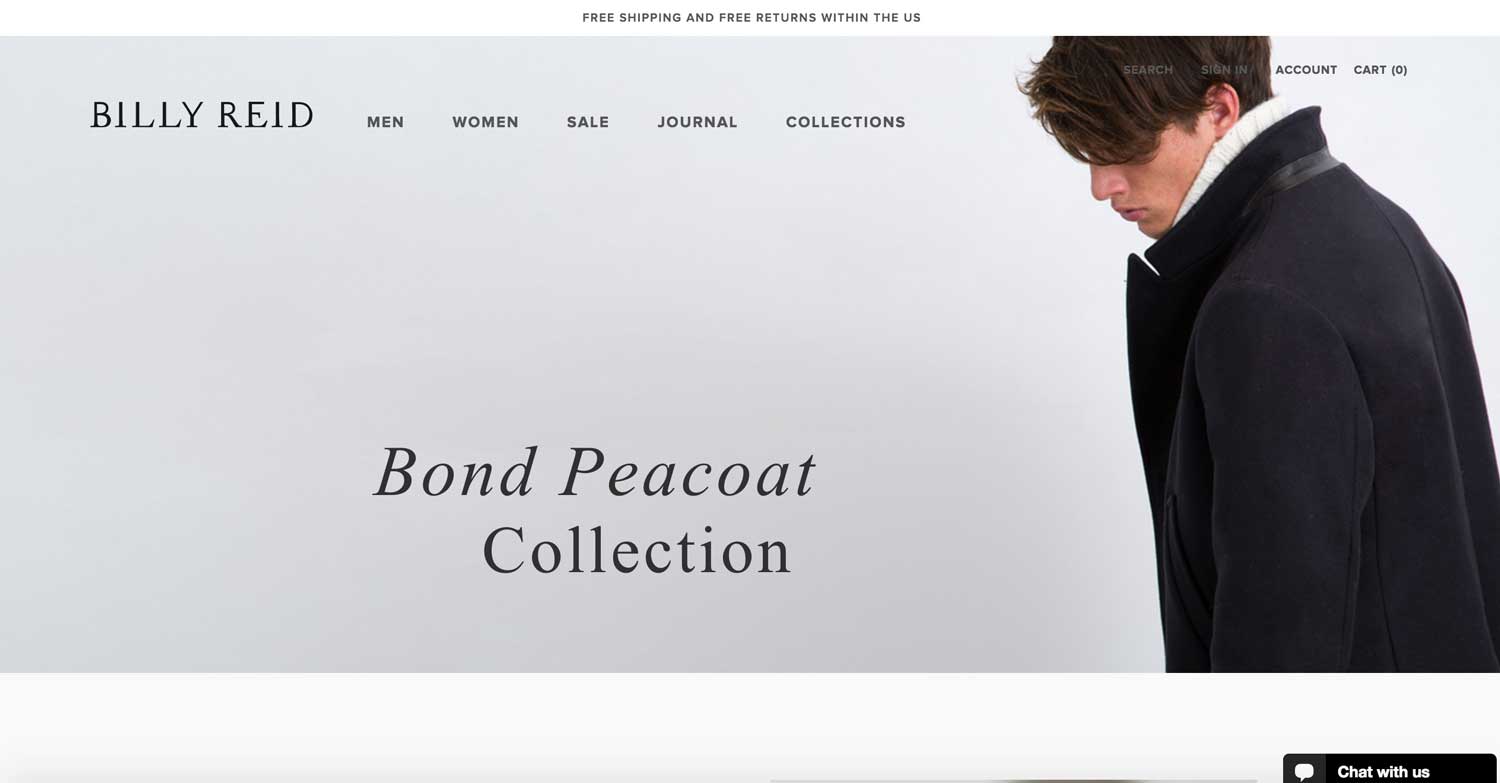 FREE SHIPPING AND FREE RETURNS WITHIN THE US
SEARCH SIGN IN ACCOUNT CART (0)
BILLY REID MEN WOMEN SALE JOURNAL COLLECTIONS
Bond Peacoat
Collection
Chat with us